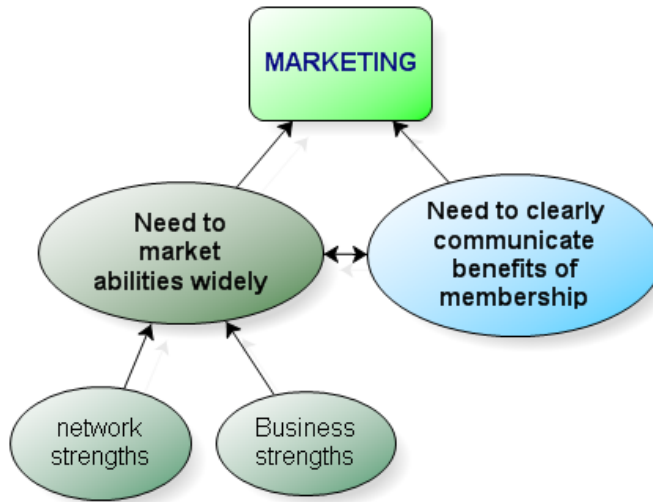 MARKETING
Need to
market
abilities widely
Need to clearly
communicate
benefits of
membership
network
strengths
Business
strengths